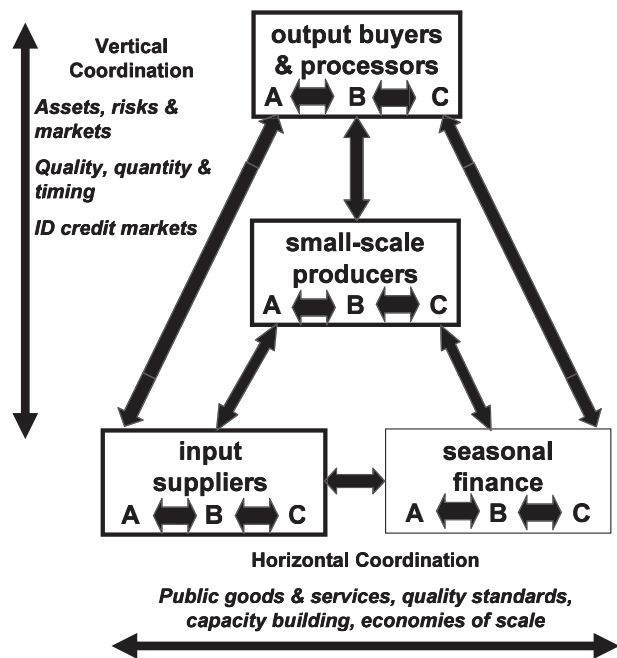 Vertical
Coordination
Assets, risks &
markets
Quality, quantity &
timing
ID credit markets
output buyers
& processors
A B C
small-scale
producers
A B C
input
suppliers
A B C
seasonal
finance
A B C
Horizontal Coordination
Public goods & services, quality standards,
capacity building, economies of scale